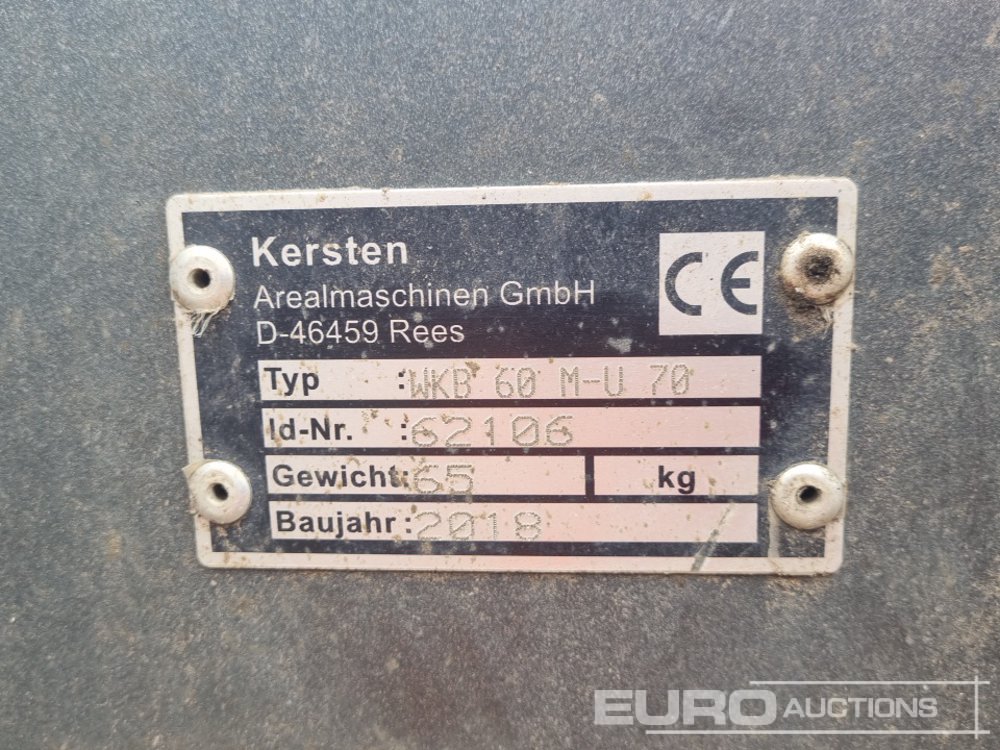 Kersten
Arealmaschinen GmbH
D-46459 Rees
CE
Typ : WKB 60 M-U 70
Id-Nr. : 62106
Gewicht: 65 kg
Baujahr : 2018
EURO AUCTIONS